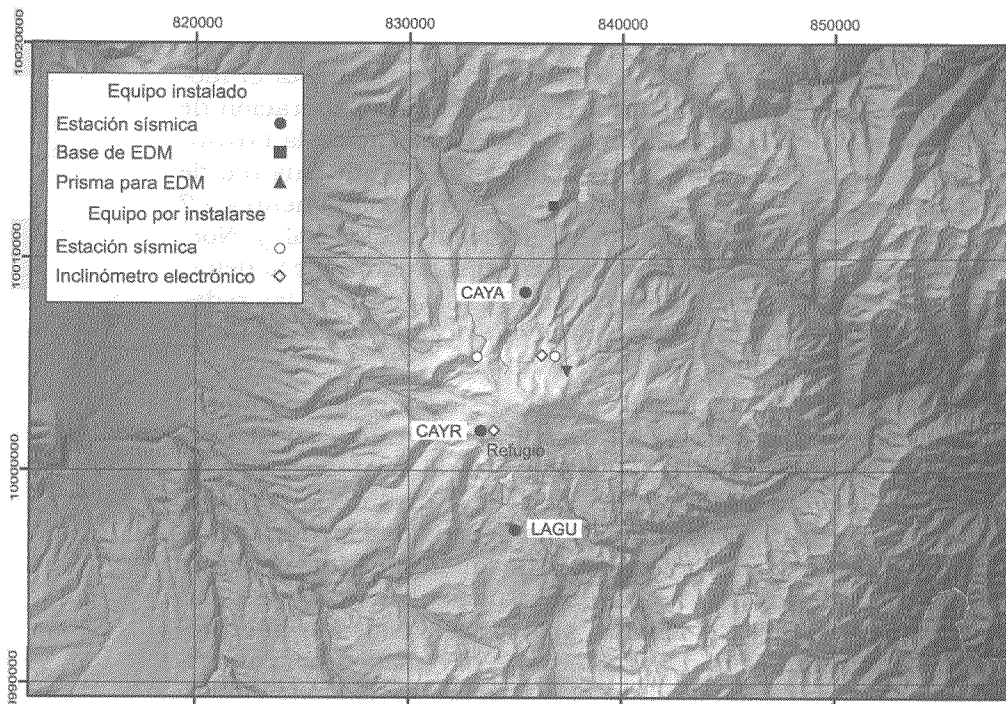 820000
830000
840000
850000
10020000
10010000
10000000
9990000
Equipo instalado
Estación sísmica
Base de EDM
Prisma para EDM
Equipo por instalarse
Estación sísmica
Inclinómetro electrónico
CAYA
CAYR
Refugio
LAGU